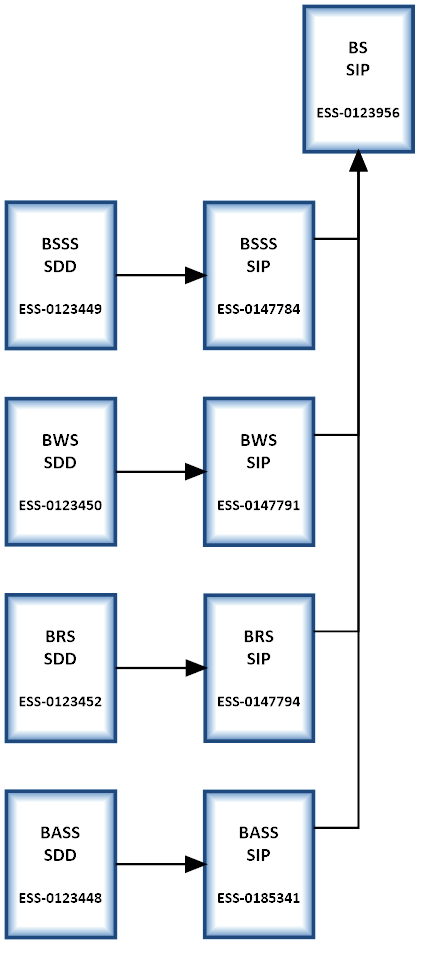 BS
SIP
ESS-0123956
BSSS
SDD
ESS-0123449
BSSS
SIP
ESS-0147784
BWS
SDD
ESS-0123450
BWS
SIP
ESS-0147791
BRS
SDD
ESS-0123452
BRS
SIP
ESS-0147794
BASS
SDD
ESS-0123448
BASS
SIP
ESS-0185341